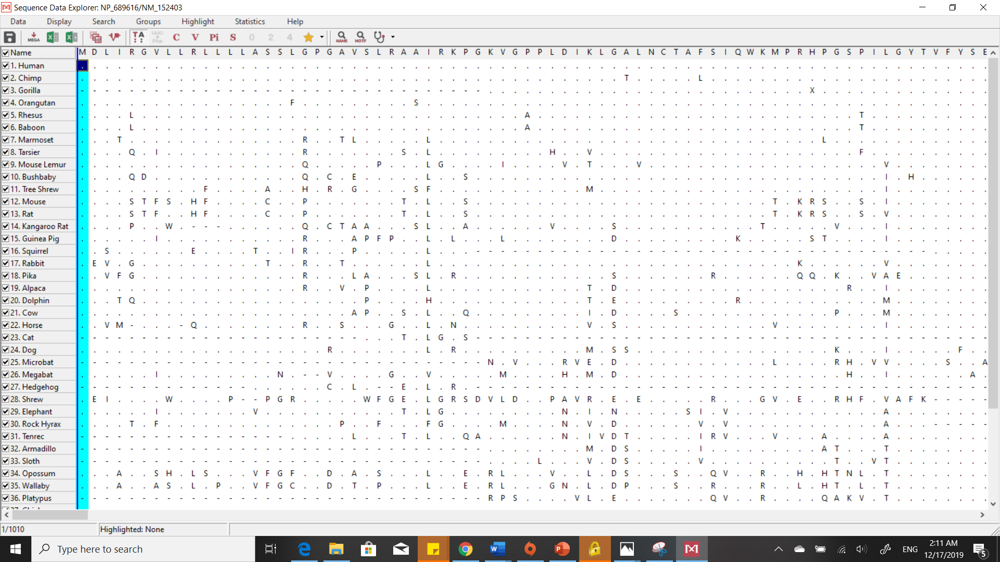 Sequence Data Explorer: NP_689616/NM_152403
Data Display Search Groups Highlight Statistics Help
MEGA TA UUC Phe C V Pi S 0 2 4 NAME MOTF
Name M D L I R G V L L R L L L L A S S L G P G A V S L R A A I R K P G K V G P P L D I K L G A L N C T A F S I Q W K M P R H P G S P I L G Y T V F Y S E
1. Human . . . . . . . . . . . . . . . . . . . . . . . . . . . . . . . . . . . . . . . . . . . . . . . . . . . . . . . . . . . . . . . . . . . . . . . . . .
2. Chimp . . . . . . . . . . . . . . . . . . . . . . . . . . . . . . . . . . . . . . . . . . . . T . . . . . L . . . . . . . . . . . . . . . . . . . . . . .
3. Gorilla - - - - - - - - - - - - - - - - - - - - - - - - - - - - - - - - - . . . . . . . . . . . . . . . . . . . . . . . . . . X . . . . . . . . . . . . . .
4. Orangutan . . . . . . . . . . . . . . . . . F . . . . . . . . . S . . . . . . . . . . . . . . . . . . . . . . . . . . . . . . . . . . . . . . . . . . . . . .
5. Rhesus . . . . L . . . . . . . . . . . . . . . . . . . . . . . . . . . . . . . A . . . . . . . . . . . . . . . . . . . . . . . . . . T . . . . . . . . . .
6. Baboon . . . . L . . . . . . . . . . . . . . . . . . . . . . . . . . . . . . . A . . . . . . . . . . . . . . . . . . . . . . . . . . T . . . . . . . . . .
7. Marmoset . . . T . . . . . . . . . . . . . . R . . T L . . . . . L . . . . . . . . . . . . . . . . . . . . . . . . . . . . . . . L . . . . . . . . . . . . .
8. Tarsier . . . . Q . I . . . . . . . . . . . R . . . . . . . S . L . . . . . . . . . H . . V . . . . . . . . . . . . . . . . . . . . . F . . . . . . . . . .
9. Mouse Lemur . . . . . . . . . . . . . . . . . . Q . . . . . P . . . L G . . . . I . . . . V . T . . . V . . . . . . . . . . . . . . . . . . . V . . . . . . . .
10. Bushbaby . . . . Q D . . . . . . . . . . . . Q . C . E . . . . . L . . S . . . . . . . . . . . . . . . . . . . . . . . . . . . . . . . . . I . H . . . . . .
11. Tree Shrew . . . . . . . . . . F . . . . A . . H . R . G . . . . S F . . . . . . . . . . . . M . . . . . . . . . . . . . . . . . . . . . . . I . . . . . . . .
12. Mouse . . . . S T F S . H F . . . . C . . P . . . . . . . T . L . . S . . . . . . . . . . . . . . . . . . . . . . . . T . K R S . . S . I . . . . . . . .
13. Rat . . . . S T F . . H F . . . . C . . P . . . . . . . T . L . . S . . . . . . . . . . . . . . . . . . . . . . . . T . K R S . . S . V . . . . . . . .
14. Kangaroo Rat . . . . P . . W . - - - . . . . . . Q . C T A A . . . S L . . A . . . . . . V . . . . S . . . . . . . . . . . T . . . . . V . . . I . . . . . . . .
15. Guinea Pig . . . . . . I . . . . . . . . . . . R . . . A P F P . . L . L . . . L . . . . . . . . D . . . . . . . . . K . . . . . S T . . . . I . . . . . . . .
16. Squirrel . . S . . . . . . E . . . . T . . I R . . . P . . . . . L . . . - - - - - - - - - - - - - - - - - - - - - - - - - - - - - - - - - - - - - . . . . .
17. Rabbit . E V . G . . . . . . . . . . T . . R . . T . . . . . . L . . . . . . . . . . . . . . . . . . . . . . . . . . . . . K . . . . . . V . . . . . . . .
18. Pika . . V F G . . . . . . . . . . . . . R . . . L A . . . S L . R . . . . . . . . . . . . S . . . . . . . R . . . . . . Q Q . K . . V A E . . . . . . .
19. Alpaca . . . . . . . . . . . . . . . . . . R . . V . P . . . . L . . . . . . . . . . . . T . D . . . . . . . . . . . . . . . . . . R . . I . . . . . . . .
20. Dolphin . . . T Q . . . . . . . . . . . . . . . . . . P . . . . H . . . . . . . . . . . . T . E . . . . . . . . . R . . . . . . . . . . . M . . . . . . . .
21. Cow . . . . . . . . . . . . . . . . . . . . . . A P . . S . L . . Q . . . . . . . . . I . D . . . . S . . . . . . . . . . . . P . . . M . . . . . . . .
22. Horse . . V M - . . . - Q . . . . . . . . R . . S . . . G . . L . N . . . . . . . . . . V . S . . . . . . . . . . . . V . . . . . . . . I . . . . . . . .
23. Cat - - - - - - - - - - - - - - - - - - - - - - - . . . T . L G . S - - - - - - - - - - - - - - - - - - - - - - - - - - - - - - - - - - - - - - - - - -
24. Dog . . . . . . . . . . . . . . . . . . . . R . . . . . . . L . R . . . . . . . . . . M . S S . . . . . . . . . . . . . . . . K . . . I . . . . . F . .
25. Microbat - - - - - - - - - - - - - - - - - - - - - - - - - - - - - - - - - N . V . . . R V E . D . . . . . . . . . . . . L . . . . R H . V V . . . . S . . A
26. Megabat . . . . . . I . . . . . . . . . N . - - V . . . . G . . V . . . . . M . . . . H . M . D . . . . . . . . . . . . . . . . . . H . . I . . . . . . A .
27. Hedgehog - - - - - - - - - - - - - - - . . . . . C . L . - - E . L . R . - - - - - - - - - - - - - - - - - - - - - - - - - - - - - - - - - - - - - - - - - -
28. Shrew . E I . . . . W . . . . P - - P G R . . . . . W F G E . L G R S D V L D . . P A V R . E . E . . . . . R . . . G V . E . . R H F . V A F K - - - - -
29. Elephant . . . . . . I . . . . . . . V . . . . . . . . . . . T . L G . . . . . . . . . N . I . N . . . . . S I . V . . . . . . . . . . . . A . . . . . . . .
30. Rock Hyrax . . . . T . F . . . . . . . . . . . . . . P . . F . . . F G . . . . M . . . . N . V . D . . . . . . V . V . . . . . . . . . . . . A . . . - - - - -
31. Tenrec - - - - - - - - - - - - - - - - - . . . . . L . . . T . L . . Q A . . . . . . N . I V D T . . . . . I R V . . . V . . . A . . . . A . . . . . . . .
32. Armadillo - - - - - - - - - - - - - - - - - - - - - - - - - - - - - - - - - . . . . . . . . M . D S . . . . . I . . . . . . . . . A T . . . T . . . . . . . .
33. Sloth - - - - - - - - - - - - - - - - - - - - - - - - - - - - - - - - - . . . . L . . . V . D S . . . . . V . . . . . . . . . . T . . V T . . . . . . . .
34. Opossum . . . A . . S H . L S . . . V F G F . . D . A . S . . . L . . E . R L . . . V . . L . D S . . . S . . Q V . . R . . H . H T N L . T . . . . . . . .
35. Wallaby . . . A . . A S . L . P . . V F G C . . D . T . P . . . L . . E . R L . . . G N . L . D P . . . S . . R . . . R . . L . H T . L . T . . . . . . . .
36. Platypus - - - - - - - - - - - - - - - - - - - - - - - - - - - - - - - - - R P S . . . . V L . E . . . . . . . Q V . . R . . . . Q A K V . T . . . . . . . .
1/1010 Highlighted: None
Type here to search
ENG 2:11 AM
12/17/2019
5